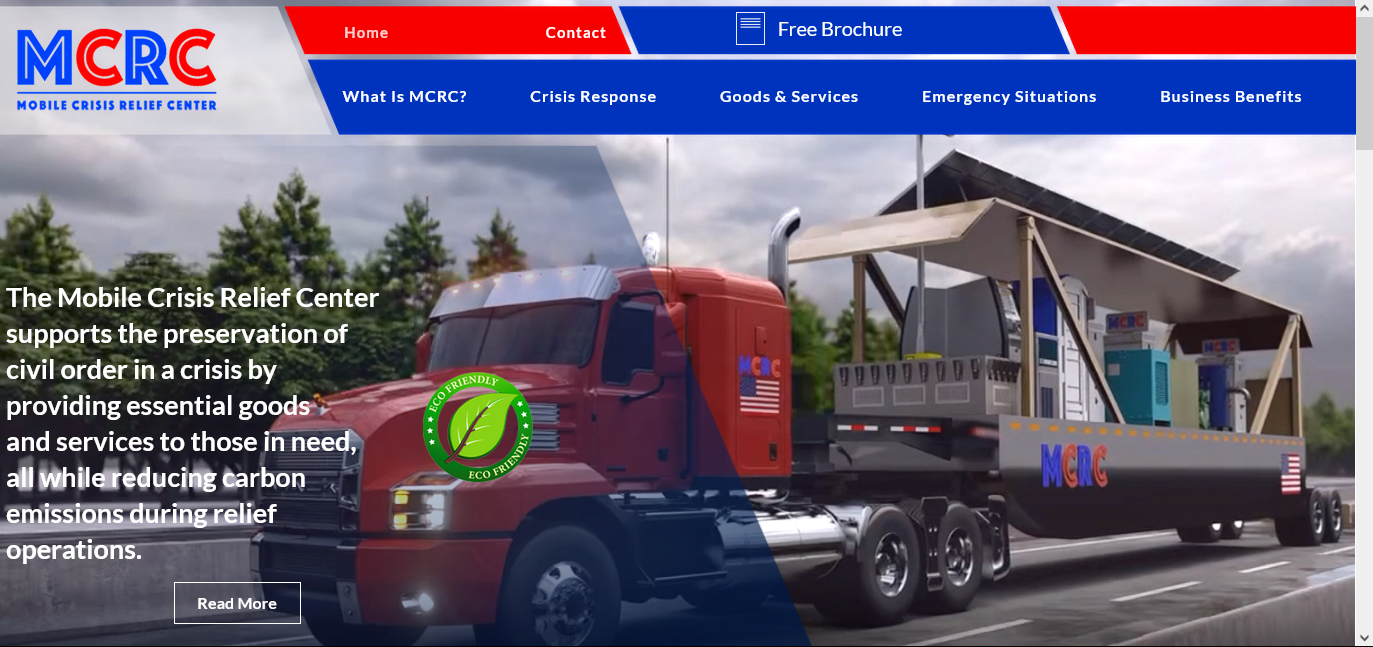 Home
Contact
Free Brochure
MCRC
MOBILE CRISIS RELIEF CENTER
What Is MCRC?
Crisis Response
Goods & Services
Emergency Situations
Business Benefits
The Mobile Crisis Relief Center
supports the preservation of
civil order in a crisis by
providing essential goods
and services to those in need,
all while reducing carbon
emissions during relief
operations.
Read More
ECO FRIENDLY
ECO FRIENDLY
MCRC
MCRC
MCRC
MCRC